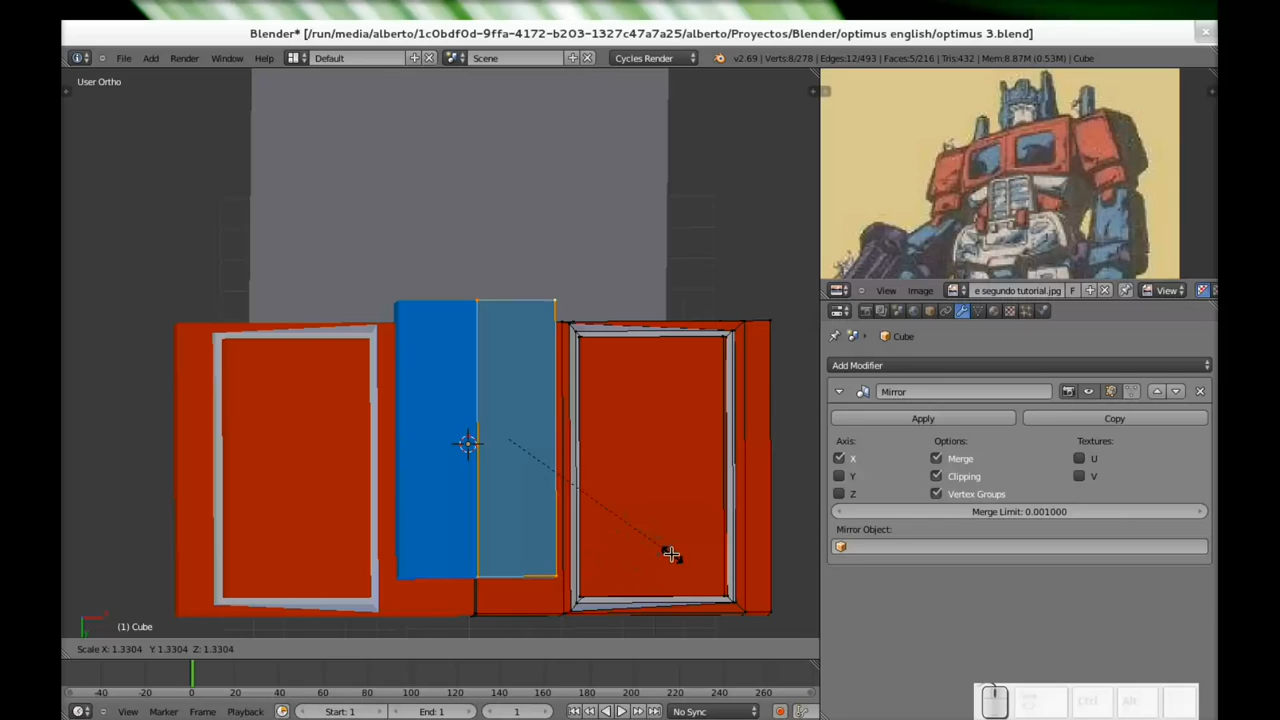 Blender* [/run/media/alberto/1c0bdf0d-9ffa-4172-b203-1327c47a7a25/alberto/Proyectos/Blender/optimus english/optimus 3.blend]
File Add Render Window Help Default Scene Cycles Render v2.69 | Verts:8/278 | Edges:12/493 | Faces:5/216 | Tris:432 | Mem:8.87M (0.53M) | Cube
User Ortho
View Image e segundo tutorial.jpg F View
Cube
Add Modifier
Mirror
Apply Copy
Axis: Options: Textures:
X Merge U
Y Clipping V
Z Vertex Groups
Merge Limit: 0.001000
Mirror Object:
(1) Cube
Scale X: 1.3304 Y: 1.3304 Z: 1.3304
-40 -20 0 20 40 60 80 100 120 140 160 180 200 220 240 260
View Marker Frame Playback Start: 1 End: 1 1 No Sync
Ctrl Alt